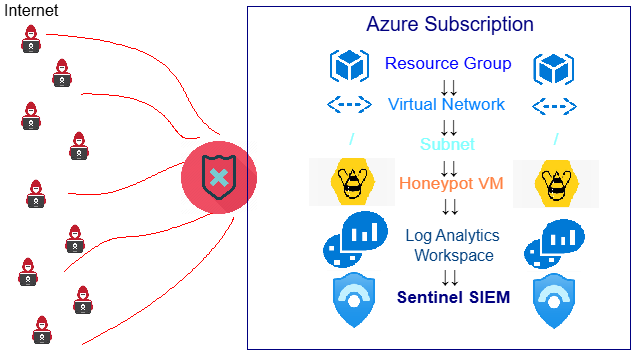 Internet
Azure Subscription
Resource Group
Virtual Network
/ Subnet /
Honeypot VM
Log Analytics
Workspace
Sentinel SIEM